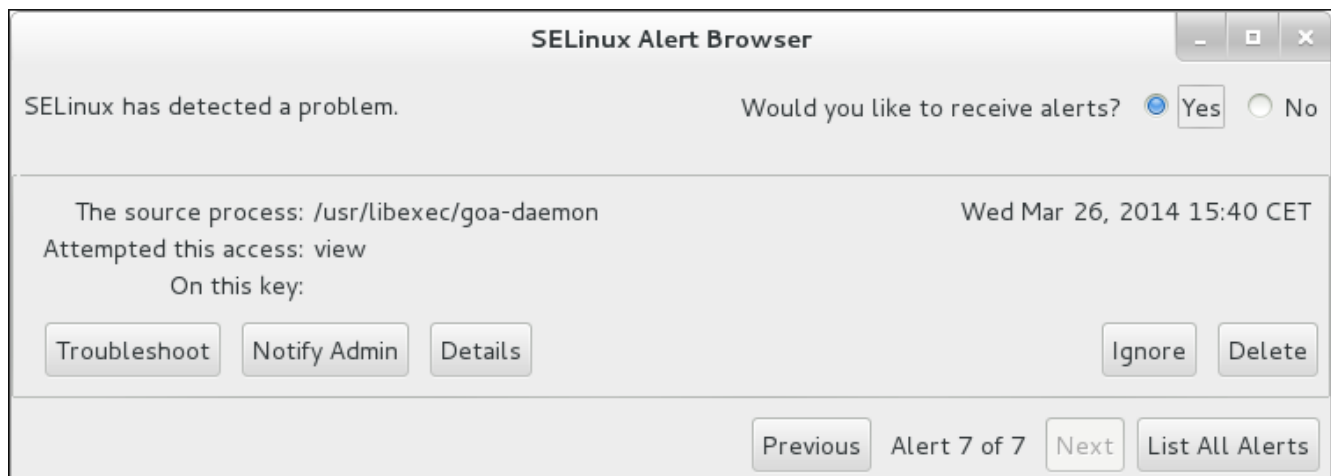 SELinux Alert Browser
SELinux has detected a problem.
Would you like to receive alerts? Yes No
The source process: /usr/libexec/goa-daemon
Wed Mar 26, 2014 15:40 CET
Attempted this access: view
On this key:
Troubleshoot Notify Admin Details Ignore Delete
Previous Alert 7 of 7 Next List All Alerts